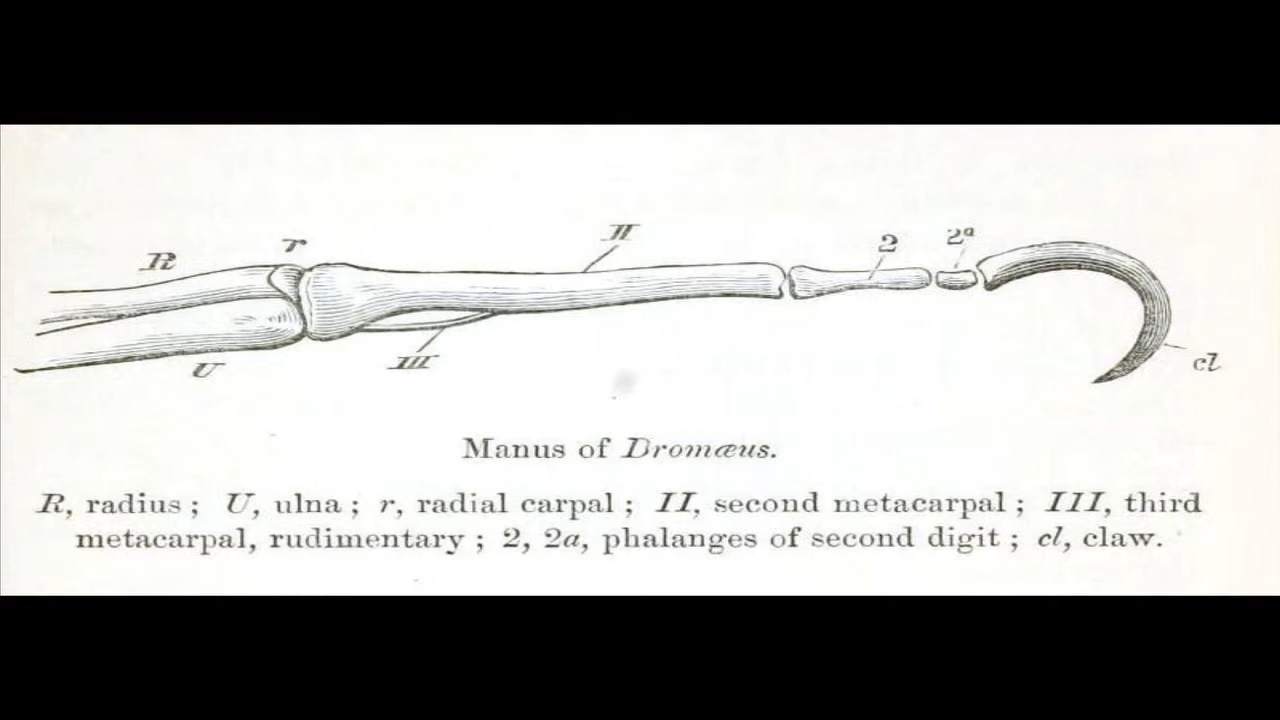 R
r
II
2
2a
III
U
cl
Manus of Dromæus.
R, radius ; U, ulna ; r, radial carpal ; II, second metacarpal ; III, third
metacarpal, rudimentary ; 2, 2a, phalanges of second digit ; cl, claw.